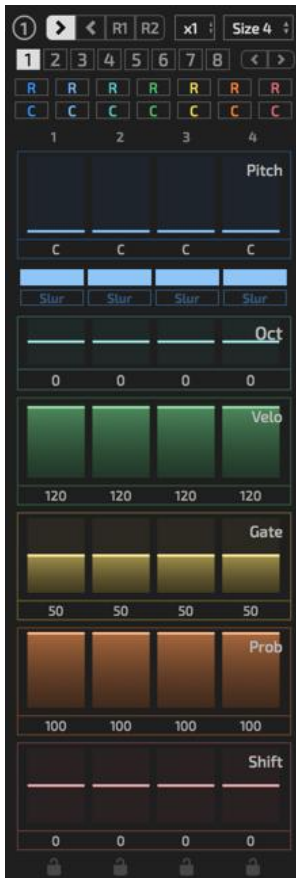 1 > < R1 R2 x1 Size 4
1 2 3 4 5 6 7 8 < >
R R R R R R R
C C C C C C C
1 2 3 4
Pitch
C C C C
Slur Slur Slur Slur
Oct
0 0 0 0
Velo
120 120 120 120
Gate
50 50 50 50
Prob
100 100 100 100
Shift
0 0 0 0